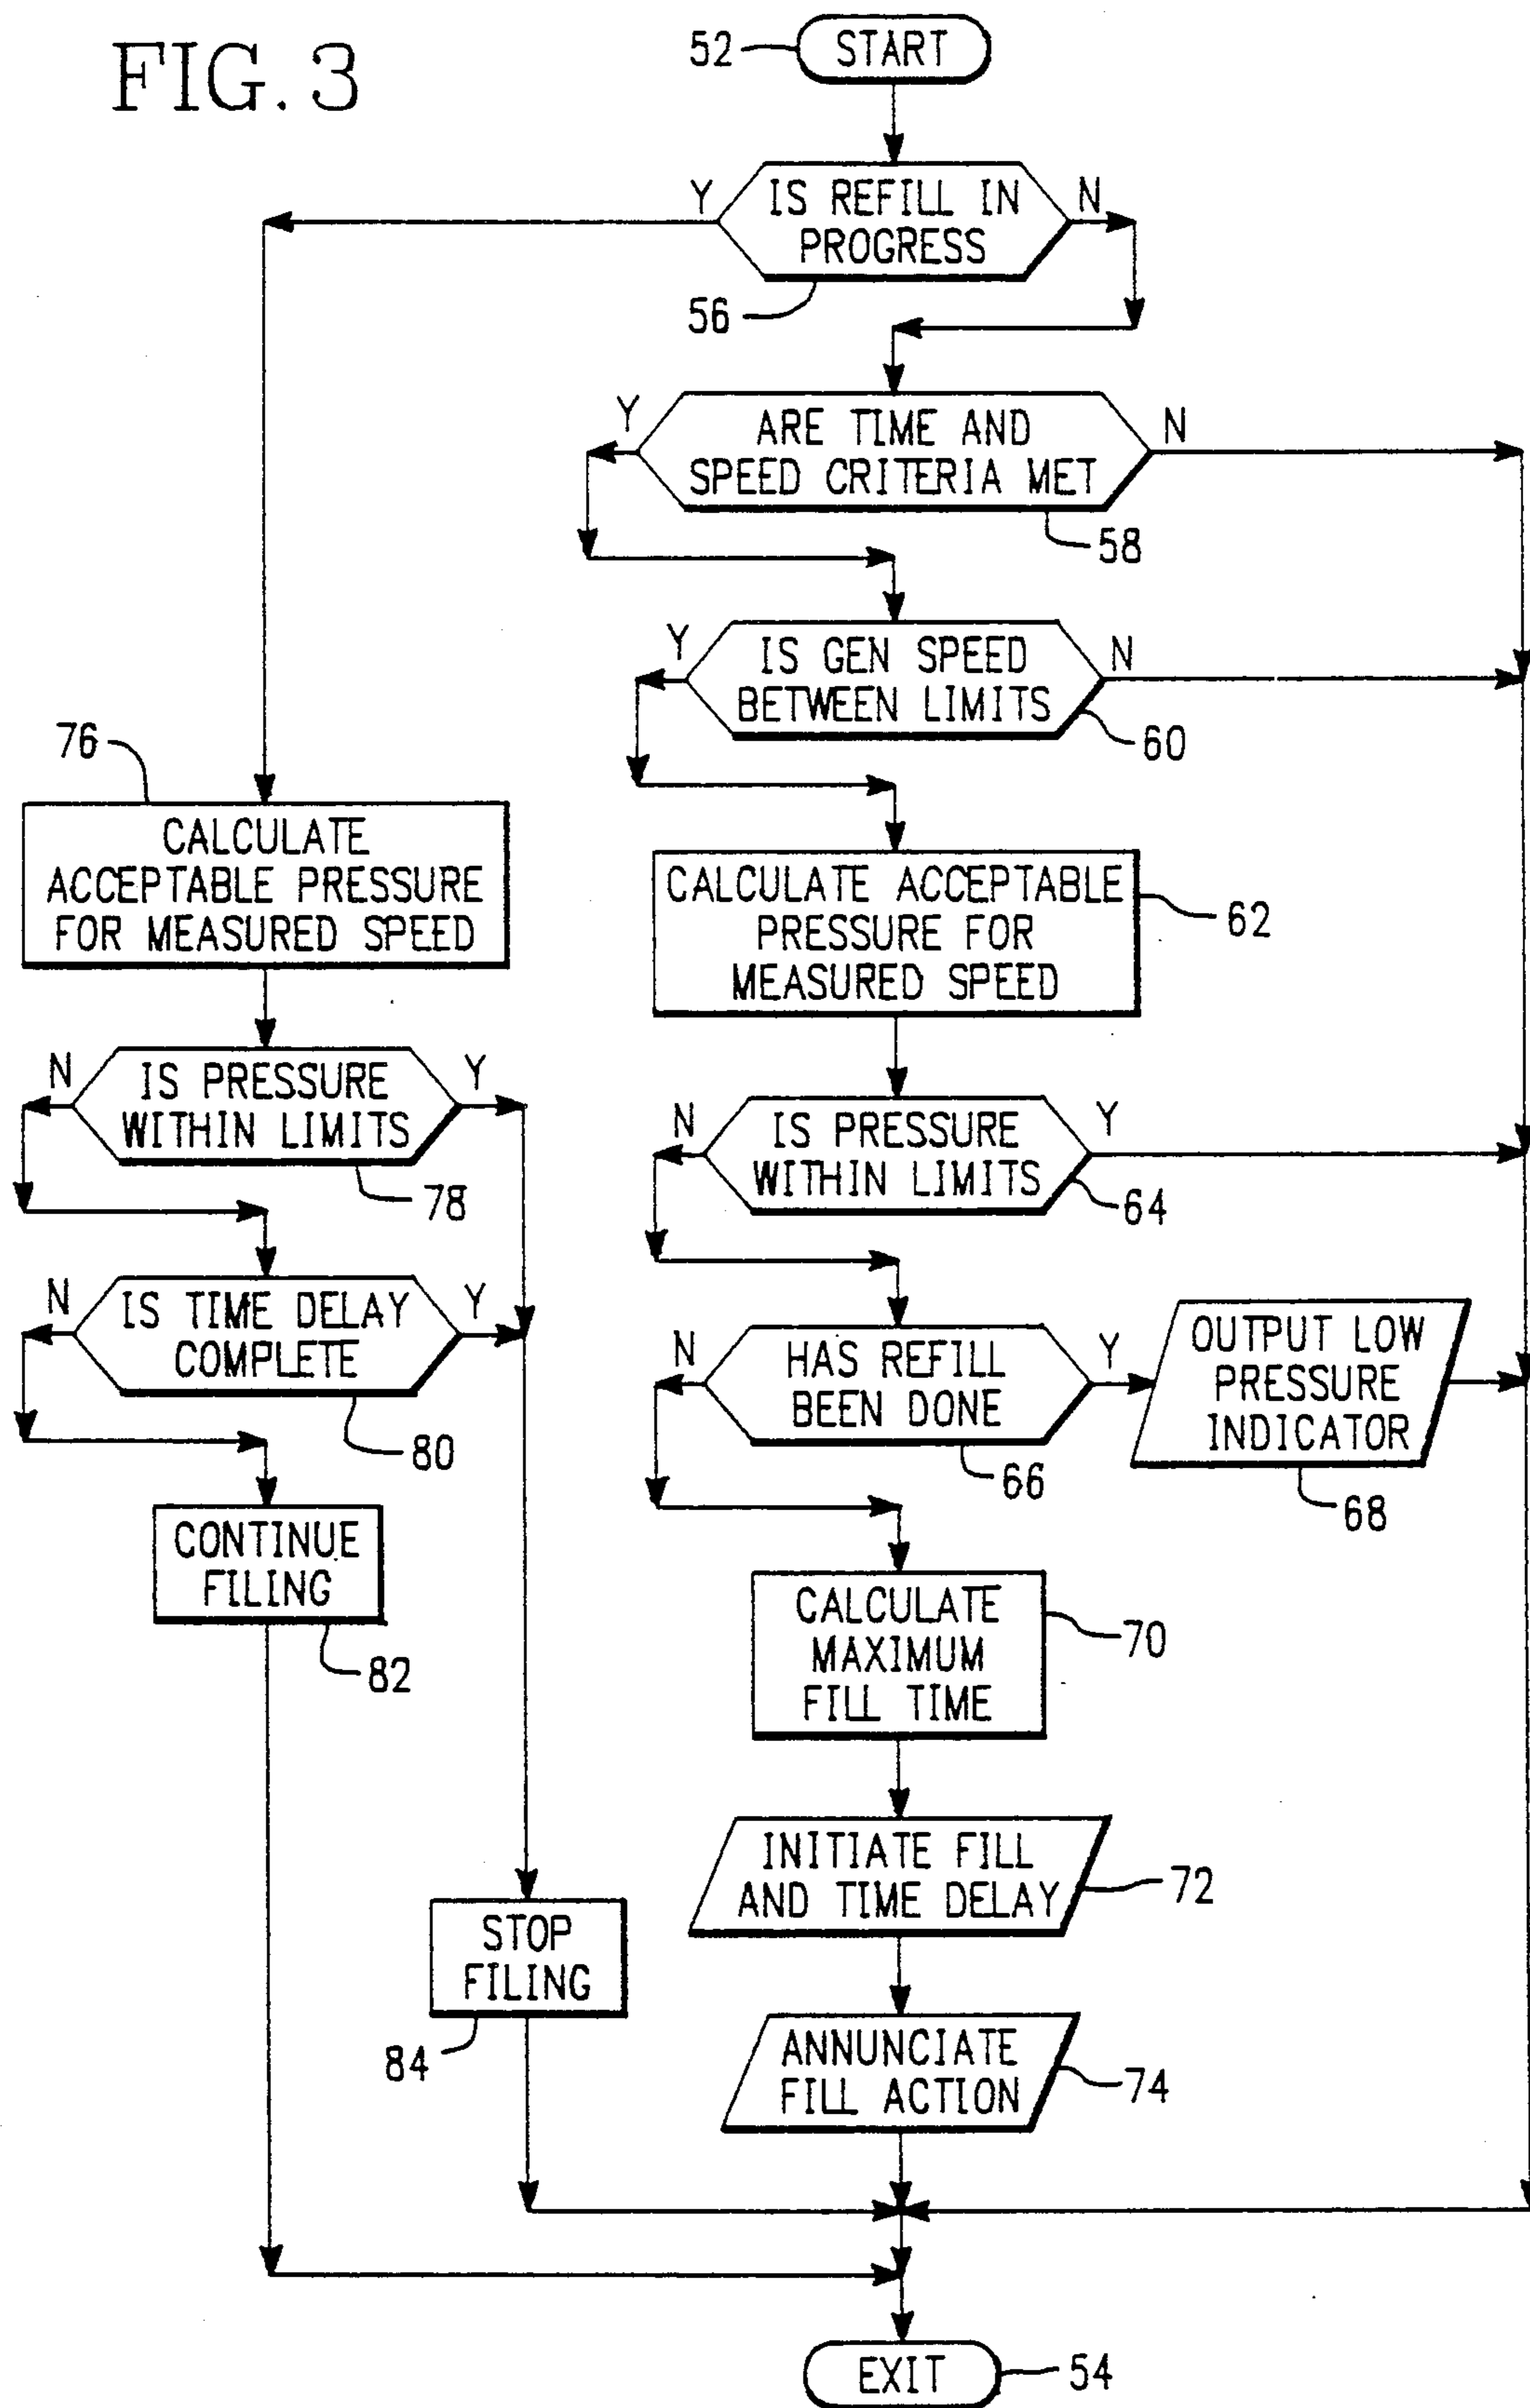 FIG. 3
52
START
Y
IS REFILL IN
PROGRESS
N
56
Y
ARE TIME AND
SPEED CRITERIA MET
N
58
Y
IS GEN SPEED
BETWEEN LIMITS
N
60
76
CALCULATE
ACCEPTABLE PRESSURE
FOR MEASURED SPEED
CALCULATE ACCEPTABLE
PRESSURE FOR
MEASURED SPEED
62
N
IS PRESSURE
WITHIN LIMITS
Y
78
N
IS PRESSURE
WITHIN LIMITS
Y
64
N
IS TIME DELAY
COMPLETE
Y
80
N
HAS REFILL
BEEN DONE
Y
66
OUTPUT LOW
PRESSURE
INDICATOR
68
CONTINUE
FILING
82
CALCULATE
MAXIMUM
FILL TIME
70
INITIATE FILL
AND TIME DELAY
72
STOP
FILING
84
ANNUNCIATE
FILL ACTION
74
EXIT
54